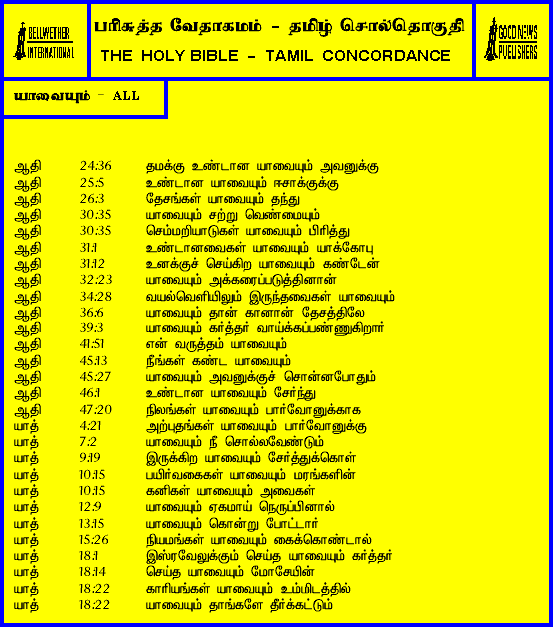 BELLWETHER
INTERNATIONAL
பரிசுத்த வேதாகமம் - தமிழ் சொல்தொகுதி
THE HOLY BIBLE - TAMIL CONCORDANCE
GOOD NEWS
PUBLISHERS
யாவையும் - ALL
ஆதி 24:36 தமக்கு உண்டான யாவையும் அவனுக்கு
ஆதி 25:5 உண்டான யாவையும் ஈசாக்குக்கு
ஆதி 26:3 தேசங்கள் யாவையும் தந்து
ஆதி 30:35 யாவையும் சற்று வெண்மையும்
ஆதி 30:35 செம்மறியாடுகள் யாவையும் பிரித்து
ஆதி 31:1 உண்டானவைகள் யாவையும் யாக்கோபு
ஆதி 31:12 உனக்குச் செய்கிற யாவையும் கண்டேன்
ஆதி 32:23 யாவையும் அக்கரைப்படுத்தினான்
ஆதி 34:28 வயல்வெளியிலும் இருந்தவைகள் யாவையும்
ஆதி 36:6 யாவையும் தான் கானான் தேசத்திலே
ஆதி 39:3 யாவையும் கர்த்தர் வாய்க்கப்பண்ணுகிறார்
ஆதி 41:51 என் வருத்தம் யாவையும்
ஆதி 45:13 நீங்கள் கண்ட யாவையும்
ஆதி 45:27 யாவையும் அவனுக்குச் சொன்னபோதும்
ஆதி 46:1 உண்டான யாவையும் சேர்ந்து
ஆதி 47:20 நிலங்கள் யாவையும் பார்வோனுக்காக
யாத் 4:21 அற்புதங்கள் யாவையும் பார்வோனுக்கு
யாத் 7:2 யாவையும் நீ சொல்லவேண்டும்
யாத் 9:19 இருக்கிற யாவையும் சேர்த்துக்கொள்
யாத் 10:15 பயிர்வகைகள் யாவையும் மரங்களின்
யாத் 10:15 கனிகள் யாவையும் அவைகள்
யாத் 12:9 யாவையும் ஏகமாய் நெருப்பினால்
யாத் 13:15 யாவையும் கொன்று போட்டார்
யாத் 15:26 நியமங்கள் யாவையும் கைக்கொண்டால்
யாத் 18:1 இஸ்ரவேலுக்கும் செய்த யாவையும் கர்த்தர்
யாத் 18:14 செய்த யாவையும் மோசேயின்
யாத் 18:22 காரியங்கள் யாவையும் உம்மிடத்தில்
யாத் 18:22 யாவையும் தாங்களே தீர்க்கட்டும்